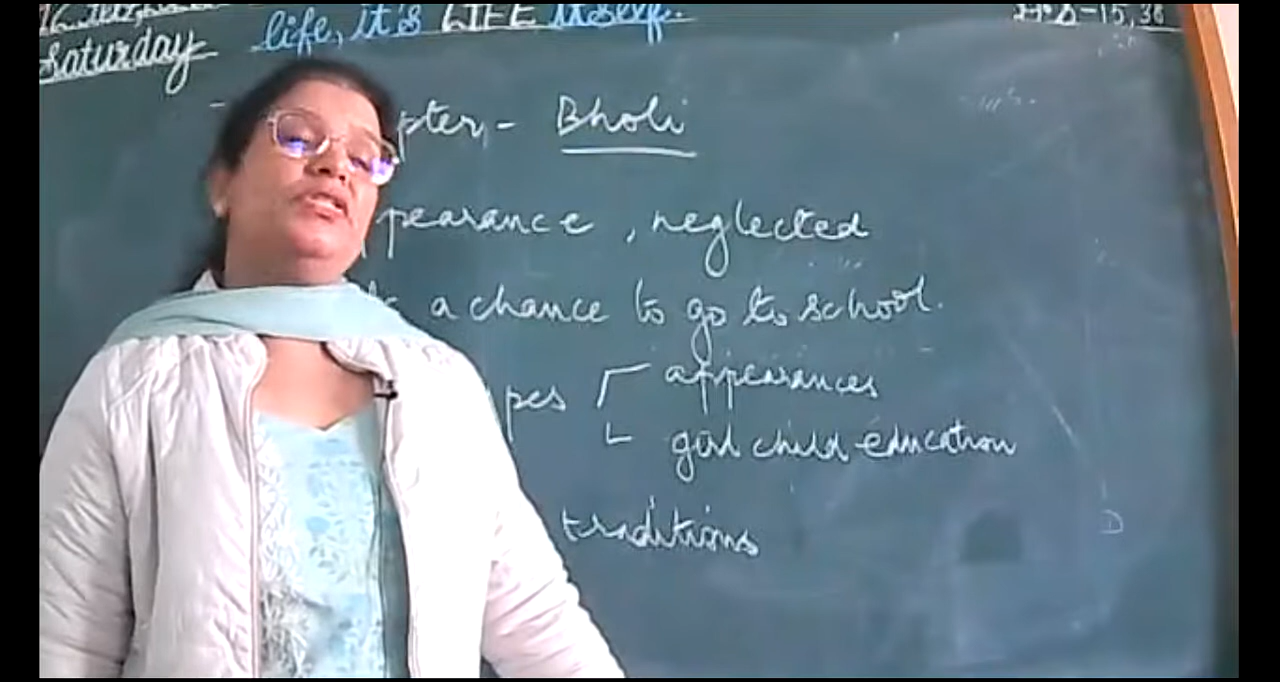 life, it's LIFE itself.
Saturday
pter - Bholi
pearance, neglected
a chance to go to school.
pes appearances
girl child education
traditions